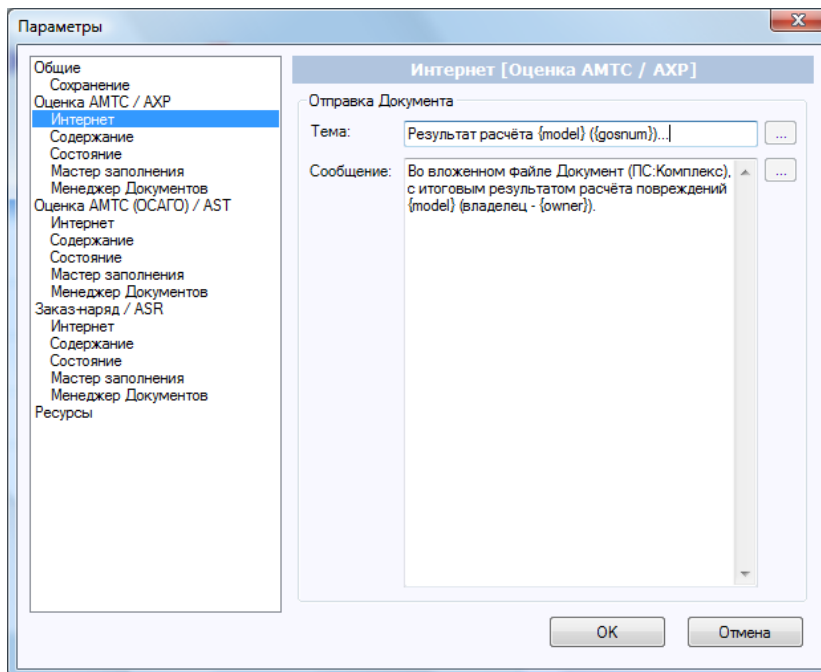 Параметры
Общие
Сохранение
Оценка АМТС / AXP
Интернет
Содержание
Состояние
Мастер заполнения
Менеджер Документов
Оценка АМТС (ОСАГО) / AST
Интернет
Содержание
Состояние
Мастер заполнения
Менеджер Документов
Заказ-наряд / ASR
Интернет
Содержание
Состояние
Мастер заполнения
Менеджер Документов
Ресурсы
Интернет [Оценка АМТС / AXP]
Отправка Документа
Тема:
Результат расчёта {model} ({gosnum})...
...
Сообщение:
Во вложенном файле Документ (ПС:Комплекс),
с итоговым результатом расчёта повреждений
{model} (владелец - {owner}).
...
OK
Отмена